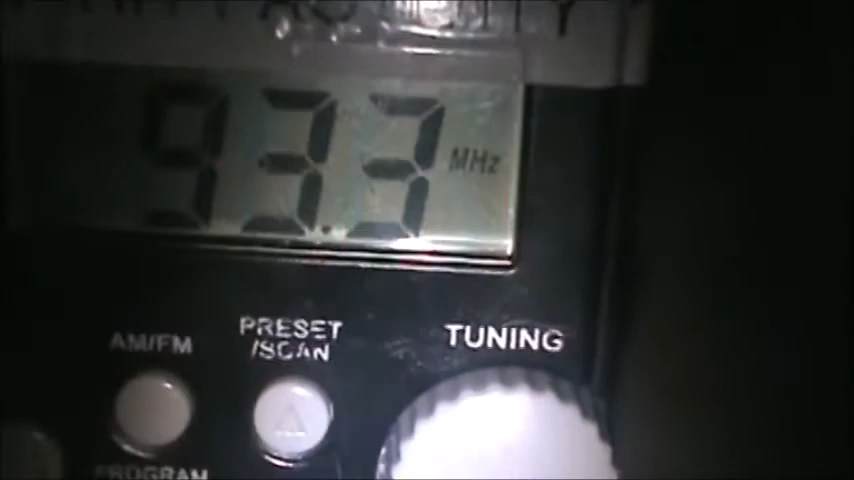 93.3 MHz
AM/FM
PRESET
/SCAN
TUNING
PROGRAM